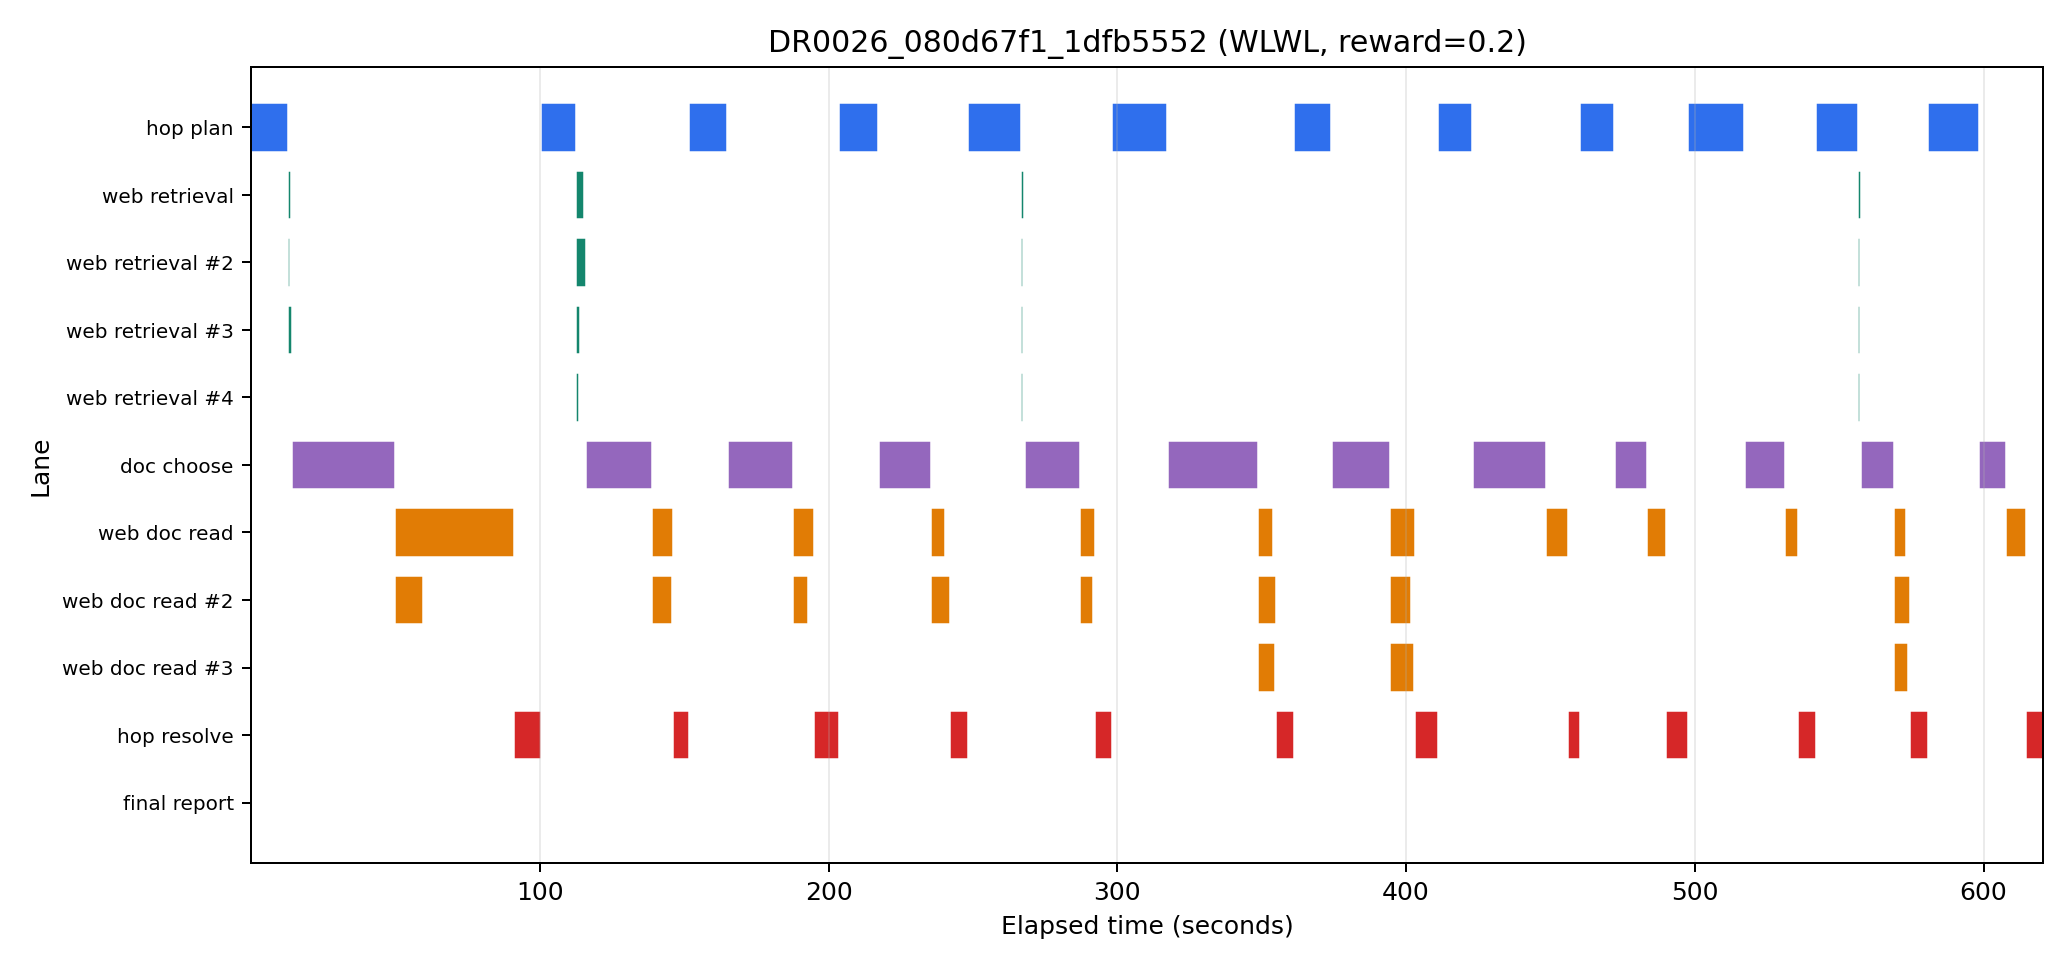 DR0026_080d67f1_1dfb5552 (WLWL, reward=0.2)
hop plan
web retrieval
web retrieval #2
web retrieval #3
web retrieval #4
doc choose
web doc read
web doc read #2
web doc read #3
hop resolve
final report
Lane
100 200 300 400 500 600
Elapsed time (seconds)